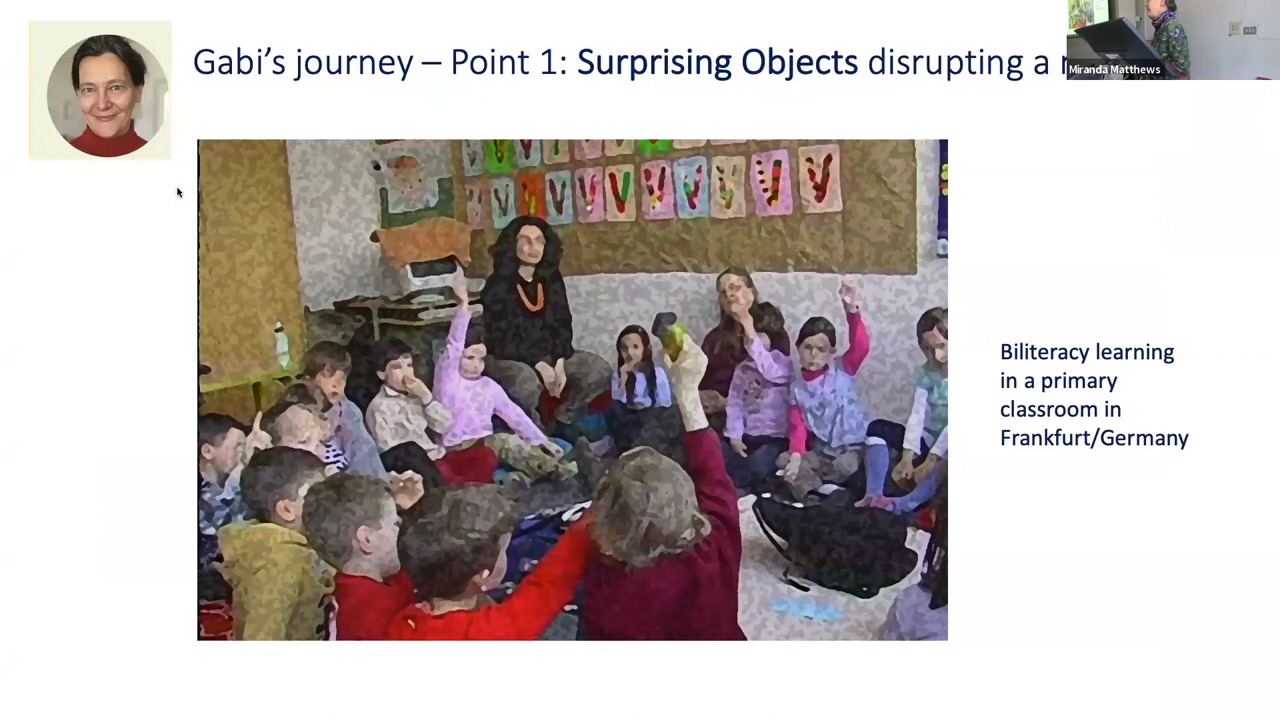 Gabi's journey – Point 1: Surprising Objects disrupting a
Miranda Matthews
Biliteracy learning
in a primary
classroom in
Frankfurt/Germany